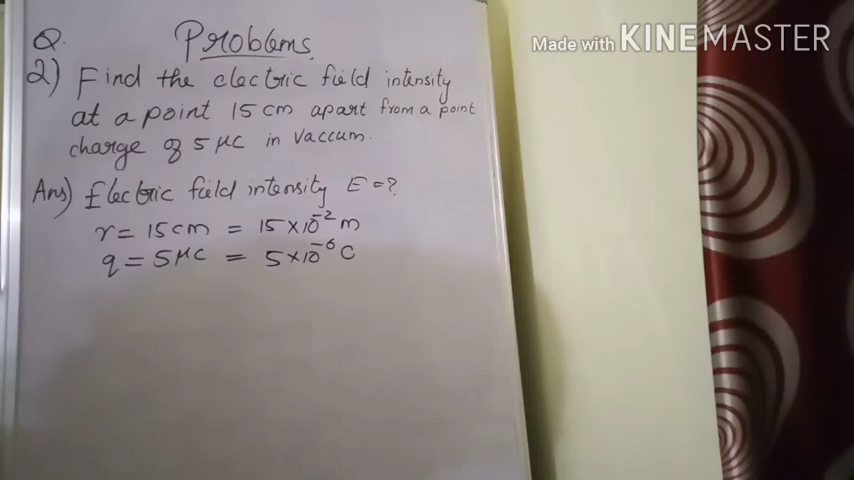 Made with KINEMASTER
Q.
Problems.
2) Find the electric field intensity
at a point 15 cm apart from a point
charge of 5 μC in vaccum.
Ans) Electric field intensity E = ?
r = 15 cm = 15 × 10⁻² m
q = 5 μC = 5 × 10⁻⁶ C